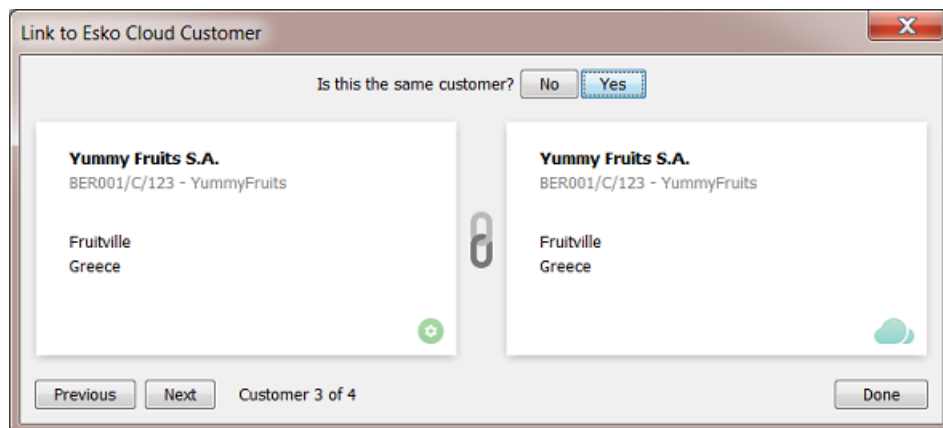 Link to Esko Cloud Customer
Is this the same customer? No Yes
Yummy Fruits S.A.
BER001/C/123 - YummyFruits
Fruitville
Greece
Yummy Fruits S.A.
BER001/C/123 - YummyFruits
Fruitville
Greece
Previous Next Customer 3 of 4 Done